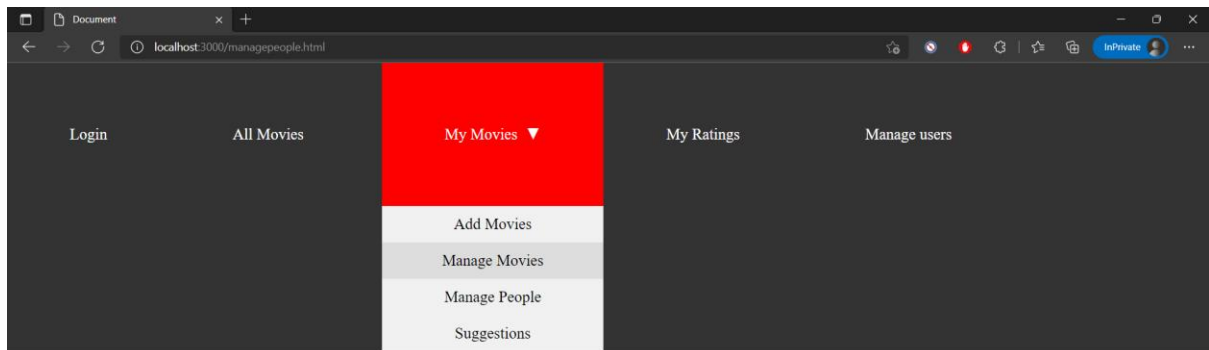 Document
localhost:3000/managepeople.html
InPrivate
Login All Movies My Movies ▼ My Ratings Manage users
Add Movies
Manage Movies
Manage People
Suggestions